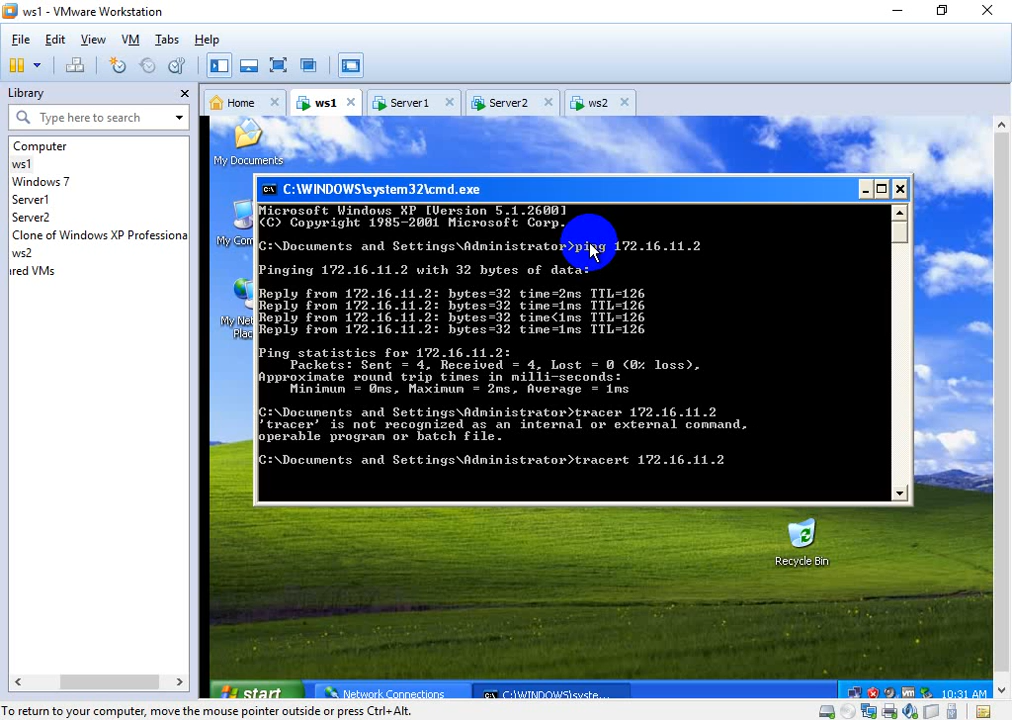 ws1 - VMware Workstation
File Edit View VM Tabs Help
Library
Type here to search
Home ws1 Server1 Server2 ws2
Computer
ws1
Windows 7
Server1
Server2
Clone of Windows XP Professiona
ws2
ired VMs
My Documents
My Com
My Net
Plac
C:\WINDOWS\system32\cmd.exe
Microsoft Windows XP [Version 5.1.2600]
(C) Copyright 1985-2001 Microsoft Corp.
C:\Documents and Settings\Administrator>ping 172.16.11.2
Pinging 172.16.11.2 with 32 bytes of data:
Reply from 172.16.11.2: bytes=32 time=2ms TTL=126
Reply from 172.16.11.2: bytes=32 time=1ms TTL=126
Reply from 172.16.11.2: bytes=32 time<1ms TTL=126
Reply from 172.16.11.2: bytes=32 time=1ms TTL=126
Ping statistics for 172.16.11.2:
Packets: Sent = 4, Received = 4, Lost = 0 (0% loss),
Approximate round trip times in milli-seconds:
Minimum = 0ms, Maximum = 2ms, Average = 1ms
C:\Documents and Settings\Administrator>tracer 172.16.11.2
'tracer' is not recognized as an internal or external command,
operable program or batch file.
C:\Documents and Settings\Administrator>tracert 172.16.11.2
Recycle Bin
start Network Connections C:\WINDOWS\syste... 10:31 AM
To return to your computer, move the mouse pointer outside or press Ctrl+Alt.